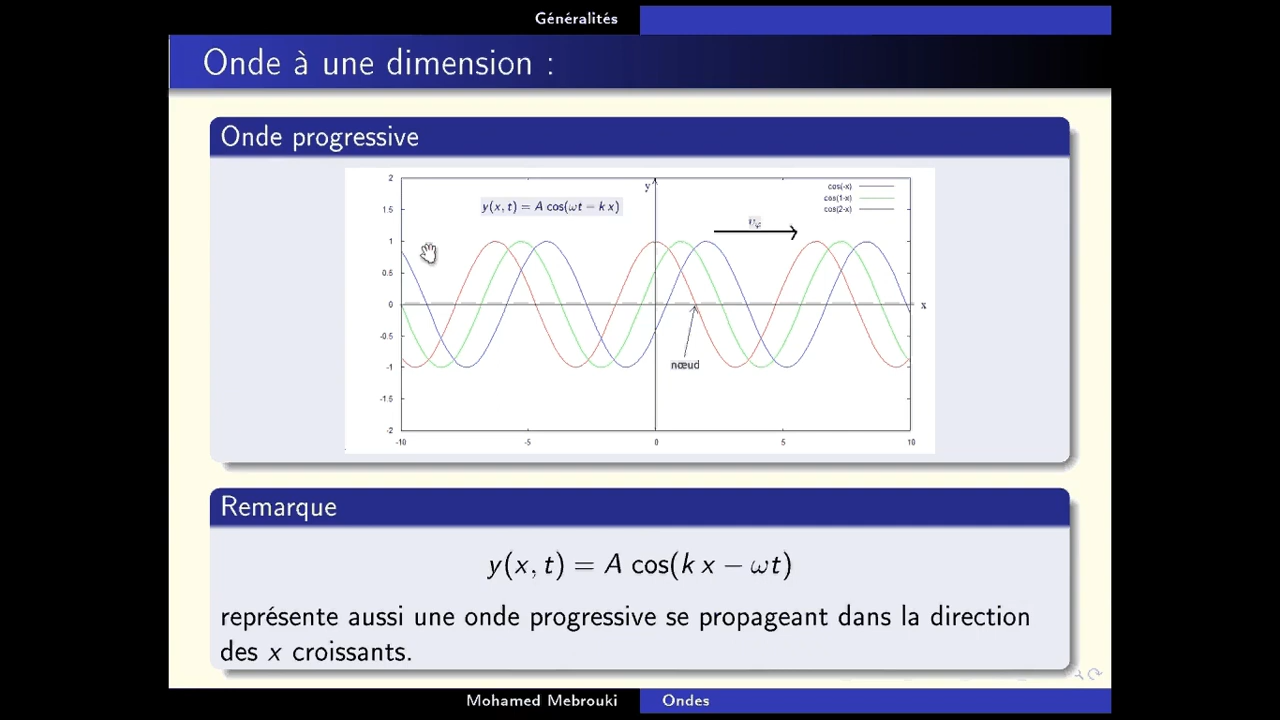 Généralités
Onde à une dimension :
Onde progressive
2
1.5
1
0.5
0
-0.5
-1
-1.5
-2
y
y(x, t) = A cos(ωt − k x)
cos(-x)
cos(1-x)
cos(2-x)
v_φ
x
nœud
-10
-5
0
5
10
Remarque
y(x, t) = A cos(k x − ωt)
représente aussi une onde progressive se propageant dans la direction
des x croissants.
Mohamed Mebrouki
Ondes